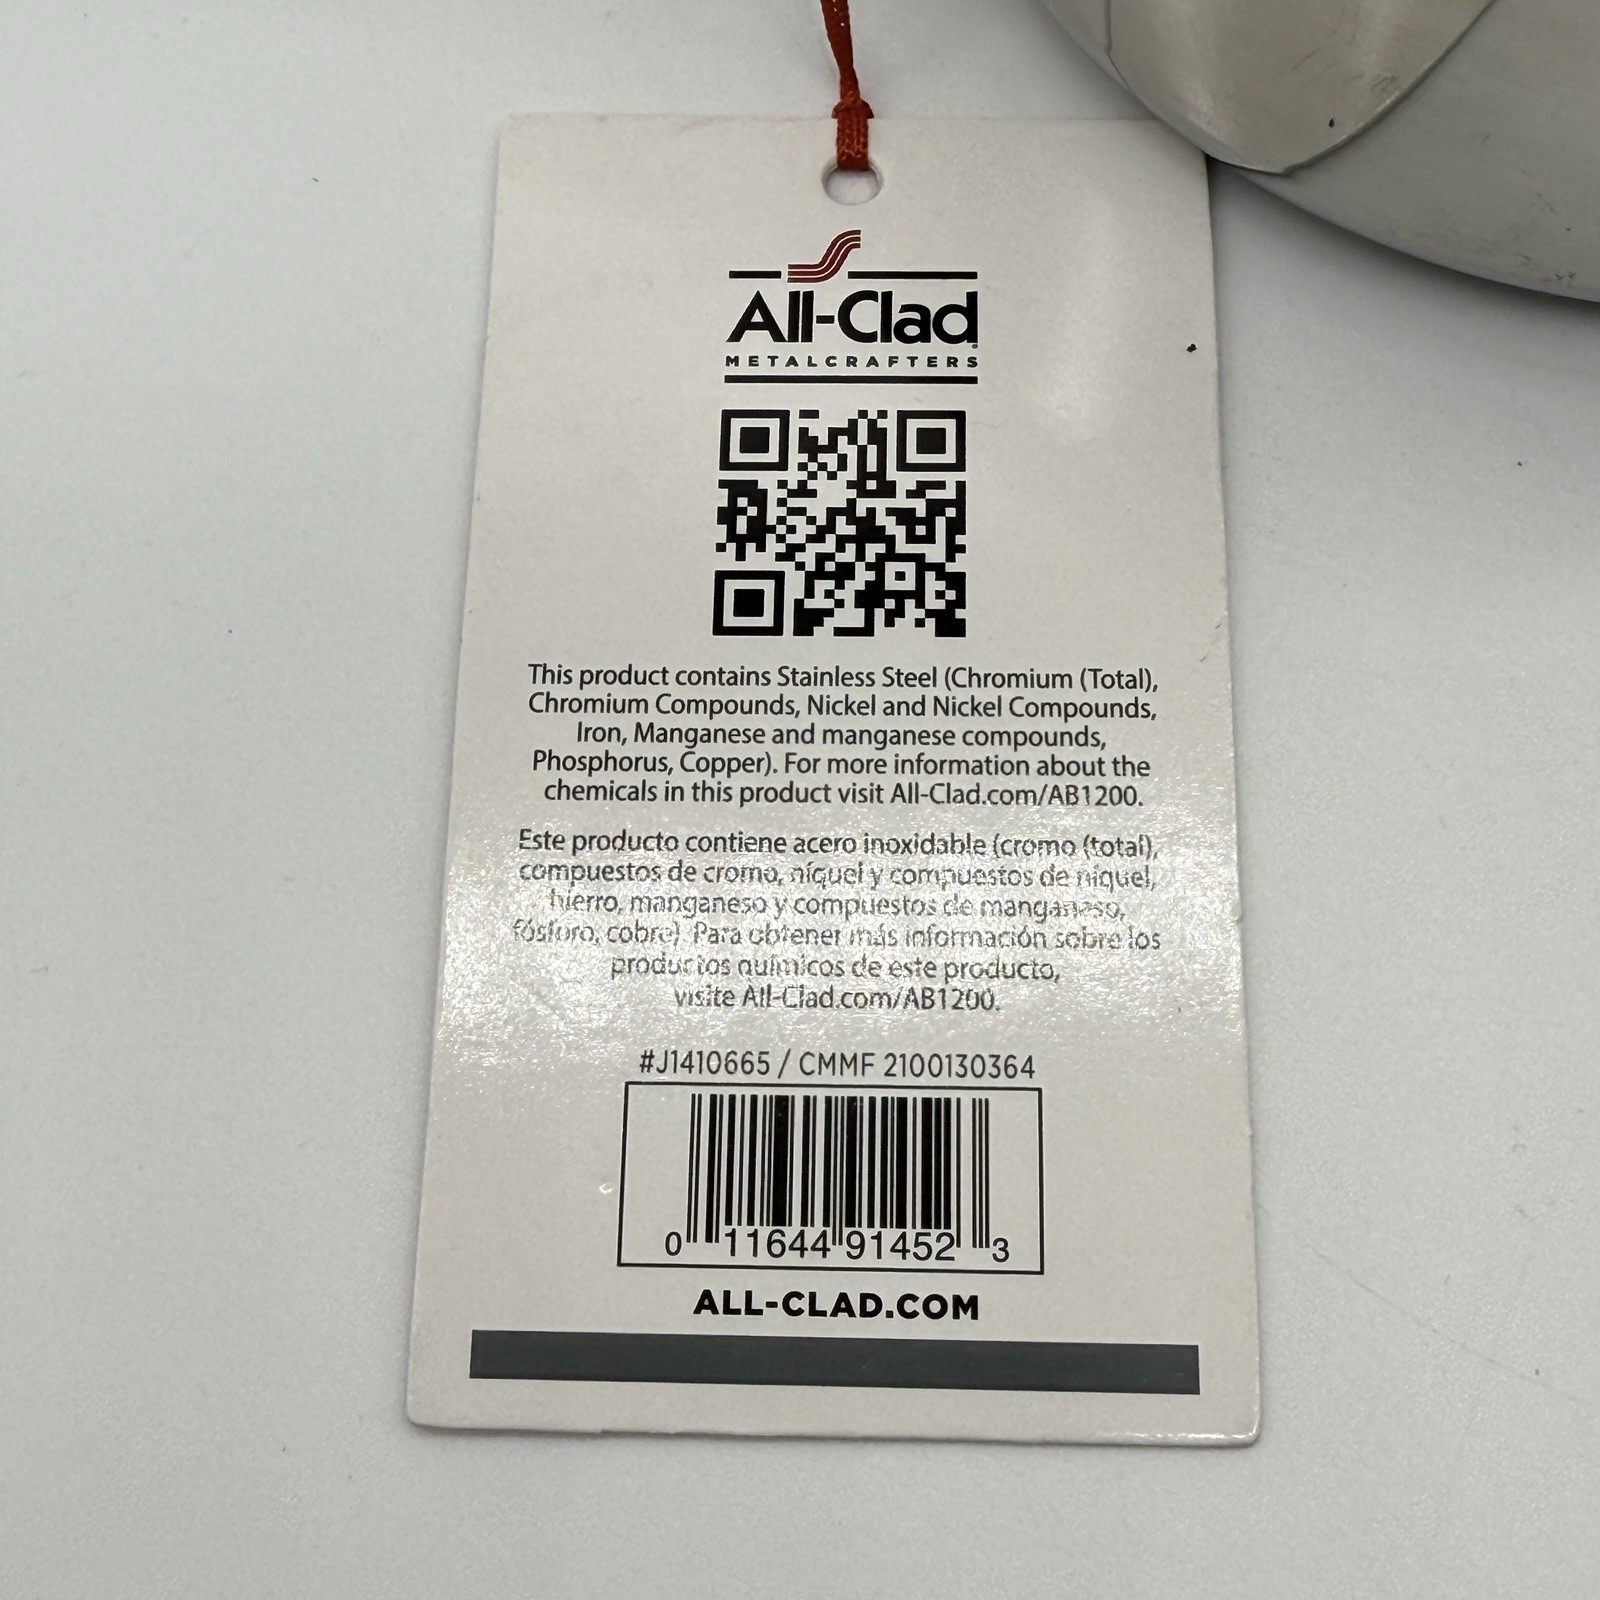 All-Clad
METALCRAFTERS
This product contains Stainless Steel (Chromium (Total),
Chromium Compounds, Nickel and Nickel Compounds,
Iron, Manganese and manganese compounds,
Phosphorus, Copper). For more information about the
chemicals in this product visit All-Clad.com/AB1200.
Este producto contiene acero inoxidable (cromo (total),
compuestos de cromo, níquel y compuestos de níquel,
hierro, manganeso y compuestos de manganeso,
fósforo, cobre). Para obtener más información sobre los
productos químicos de este producto,
visite All-Clad.com/AB1200.
#J1410665 / CMMF 2100130364
0 11644 91452 3
ALL-CLAD.COM